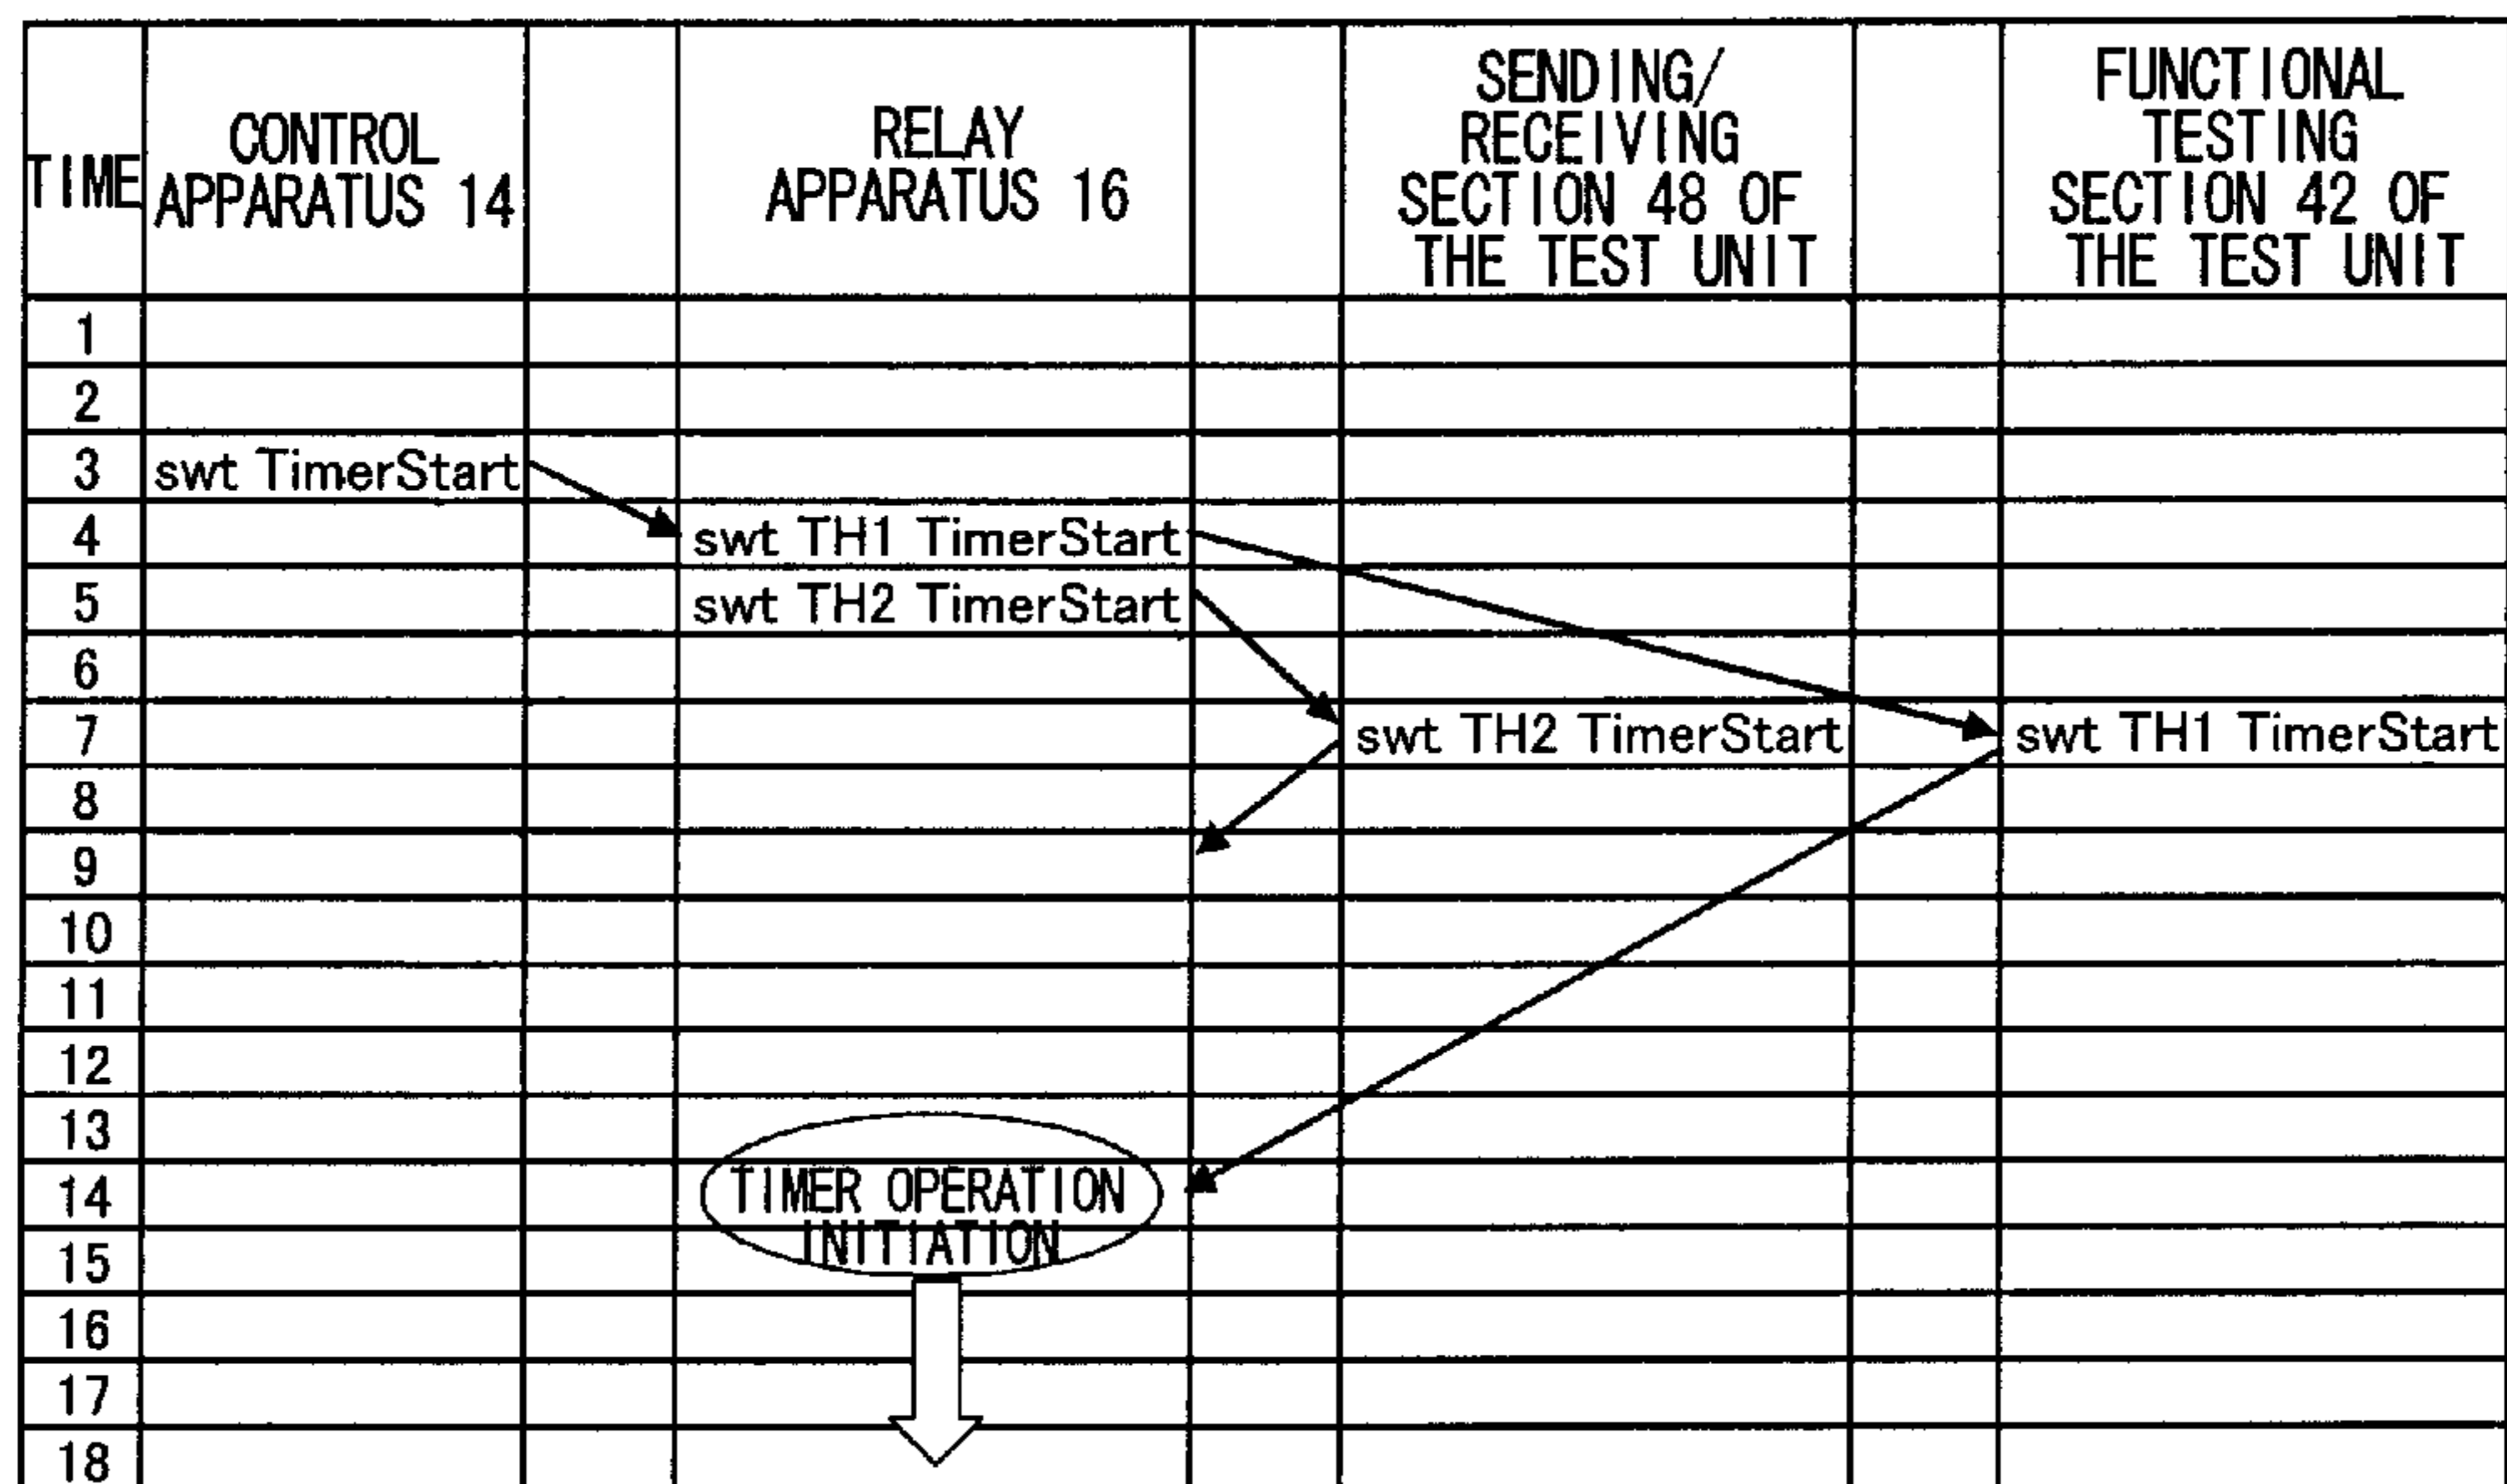 TIME
CONTROL
APPARATUS 14
RELAY
APPARATUS 16
SENDING/
RECEIVING
SECTION 48 OF
THE TEST UNIT
FUNCTIONAL
TESTING
SECTION 42 OF
THE TEST UNIT
1
2
3 swt TimerStart
4 swt TH1 TimerStart
5 swt TH2 TimerStart
6
7 swt TH2 TimerStart swt TH1 TimerStart
8
9
10
11
12
13
14 TIMER OPERATION
15 INITIATION
16
17
18